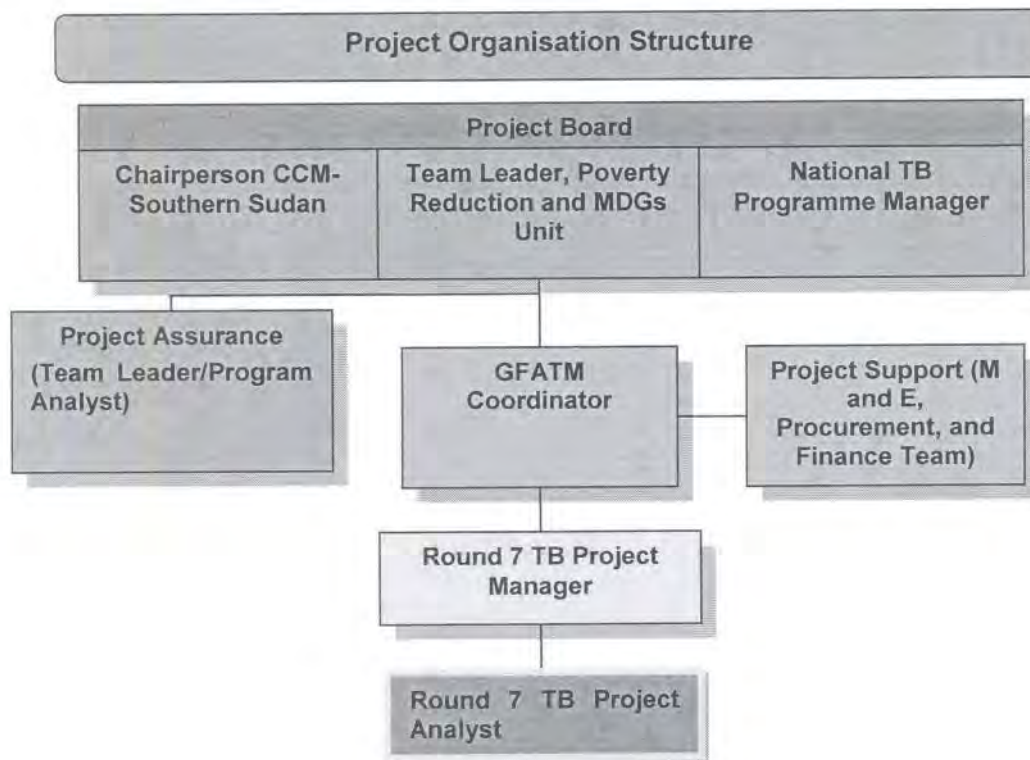 Project Organisation Structure
Project Board
Chairperson CCM-
Southern Sudan
Team Leader, Poverty
Reduction and MDGs
Unit
National TB
Programme Manager
Project Assurance
(Team Leader/Program
Analyst)
GFATM
Coordinator
Project Support (M
and E,
Procurement, and
Finance Team)
Round 7 TB Project
Manager
Round 7 TB Project
Analyst